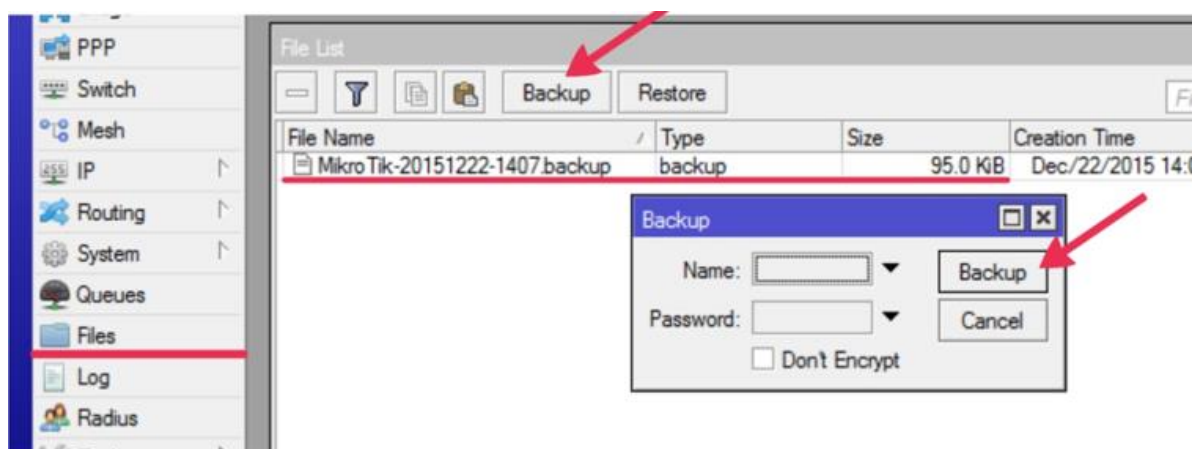 PPP
Switch
Mesh
IP
Routing
System
Queues
Files
Log
Radius
File List
Backup Restore
File Name Type Size Creation Time
MikroTik-20151222-1407.backup backup 95.0 KiB Dec/22/2015 14:0
Backup
Name: Backup
Password: Cancel
Don't Encrypt